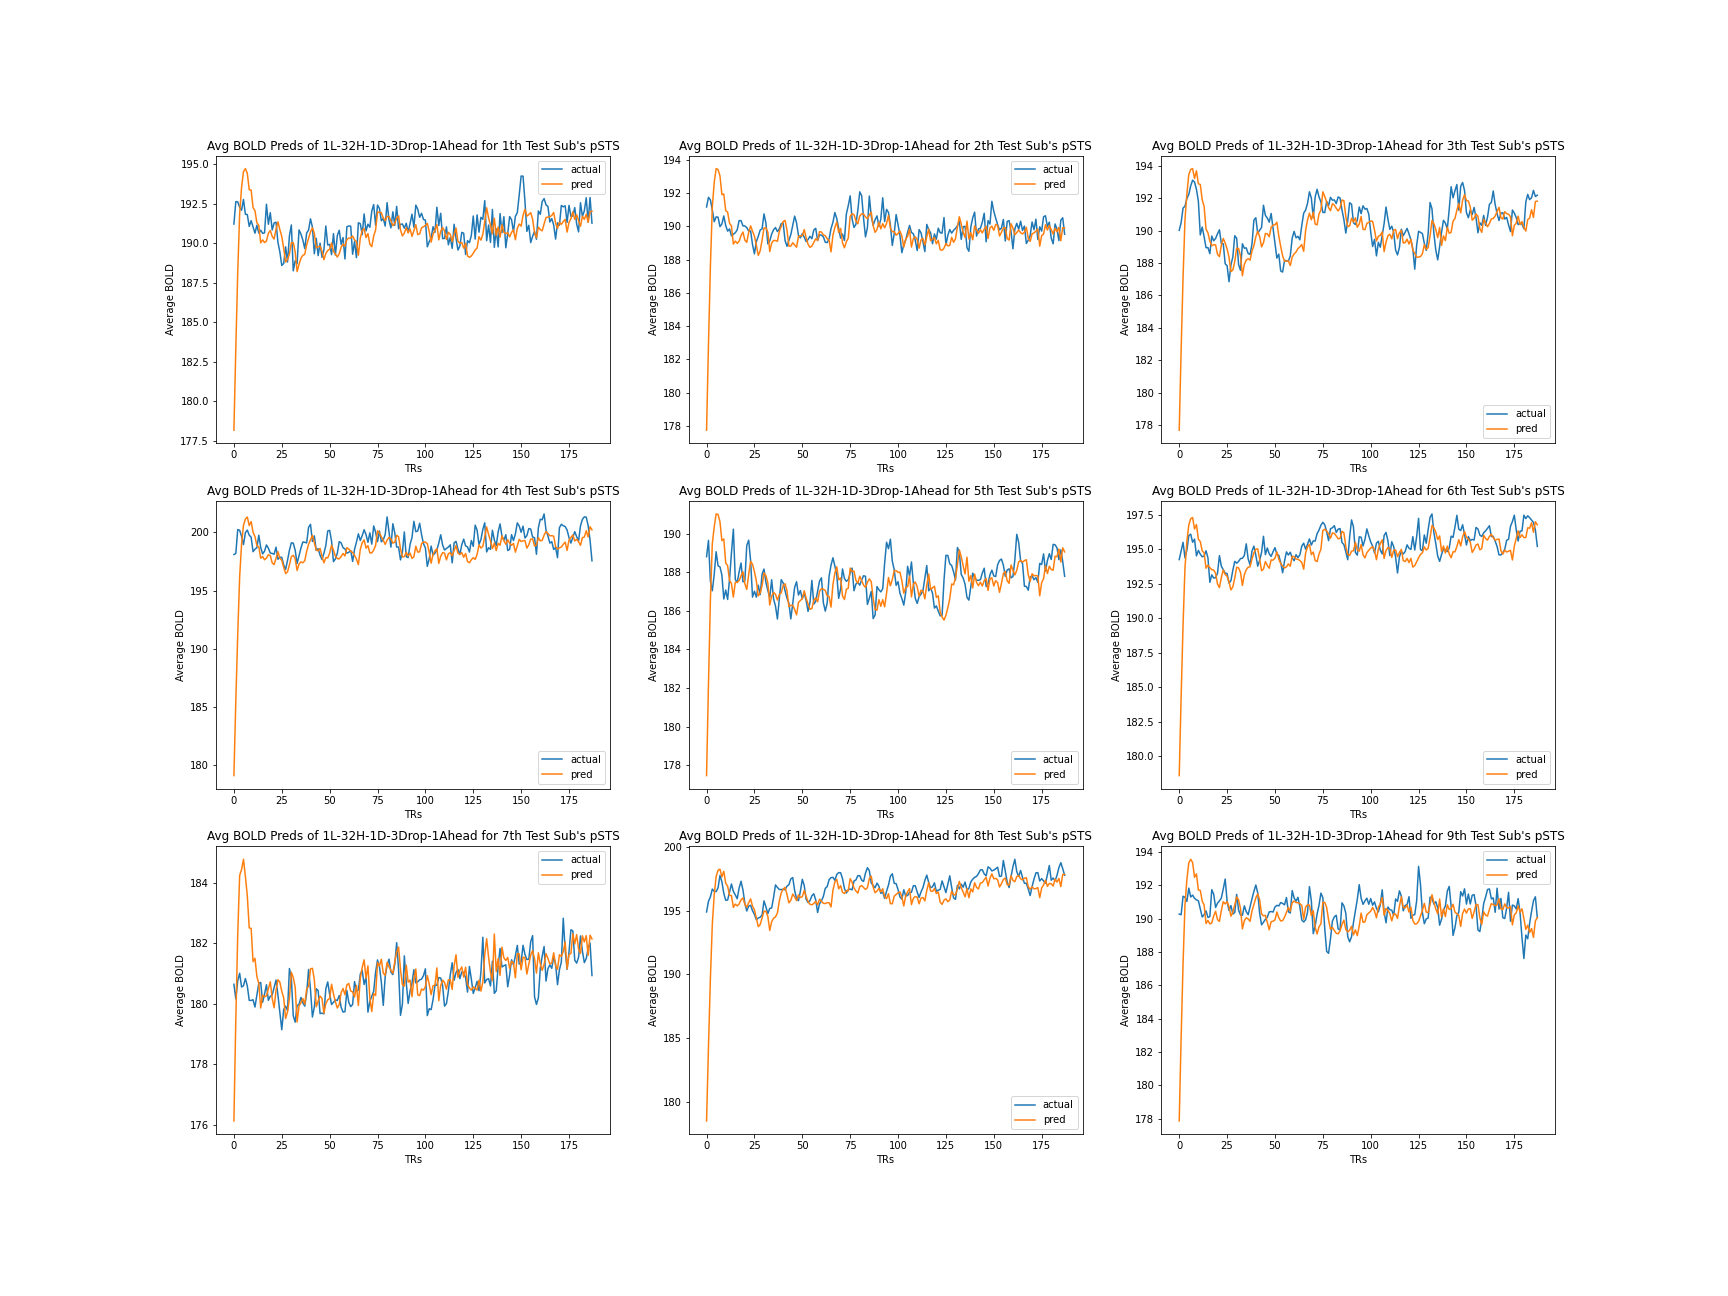 Avg BOLD Preds of 1L-32H-1D-3Drop-1Ahead for 1th Test Sub's pSTS
195.0
192.5
190.0
187.5
185.0
182.5
180.0
177.5
Average BOLD
0 25 50 75 100 125 150 175
TRs
actual
pred
Avg BOLD Preds of 1L-32H-1D-3Drop-1Ahead for 2th Test Sub's pSTS
194
192
190
188
186
184
182
180
178
Average BOLD
0 25 50 75 100 125 150 175
TRs
actual
pred
Avg BOLD Preds of 1L-32H-1D-3Drop-1Ahead for 3th Test Sub's pSTS
194
192
190
188
186
184
182
180
178
Average BOLD
0 25 50 75 100 125 150 175
TRs
actual
pred
Avg BOLD Preds of 1L-32H-1D-3Drop-1Ahead for 4th Test Sub's pSTS
200
195
190
185
180
Average BOLD
0 25 50 75 100 125 150 175
TRs
actual
pred
Avg BOLD Preds of 1L-32H-1D-3Drop-1Ahead for 5th Test Sub's pSTS
190
188
186
184
182
180
178
Average BOLD
0 25 50 75 100 125 150 175
TRs
actual
pred
Avg BOLD Preds of 1L-32H-1D-3Drop-1Ahead for 6th Test Sub's pSTS
197.5
195.0
192.5
190.0
187.5
185.0
182.5
180.0
Average BOLD
0 25 50 75 100 125 150 175
TRs
actual
pred
Avg BOLD Preds of 1L-32H-1D-3Drop-1Ahead for 7th Test Sub's pSTS
184
182
180
178
176
Average BOLD
0 25 50 75 100 125 150 175
TRs
actual
pred
Avg BOLD Preds of 1L-32H-1D-3Drop-1Ahead for 8th Test Sub's pSTS
200
195
190
185
180
Average BOLD
0 25 50 75 100 125 150 175
TRs
actual
pred
Avg BOLD Preds of 1L-32H-1D-3Drop-1Ahead for 9th Test Sub's pSTS
194
192
190
188
186
184
182
180
178
Average BOLD
0 25 50 75 100 125 150 175
TRs
actual
pred